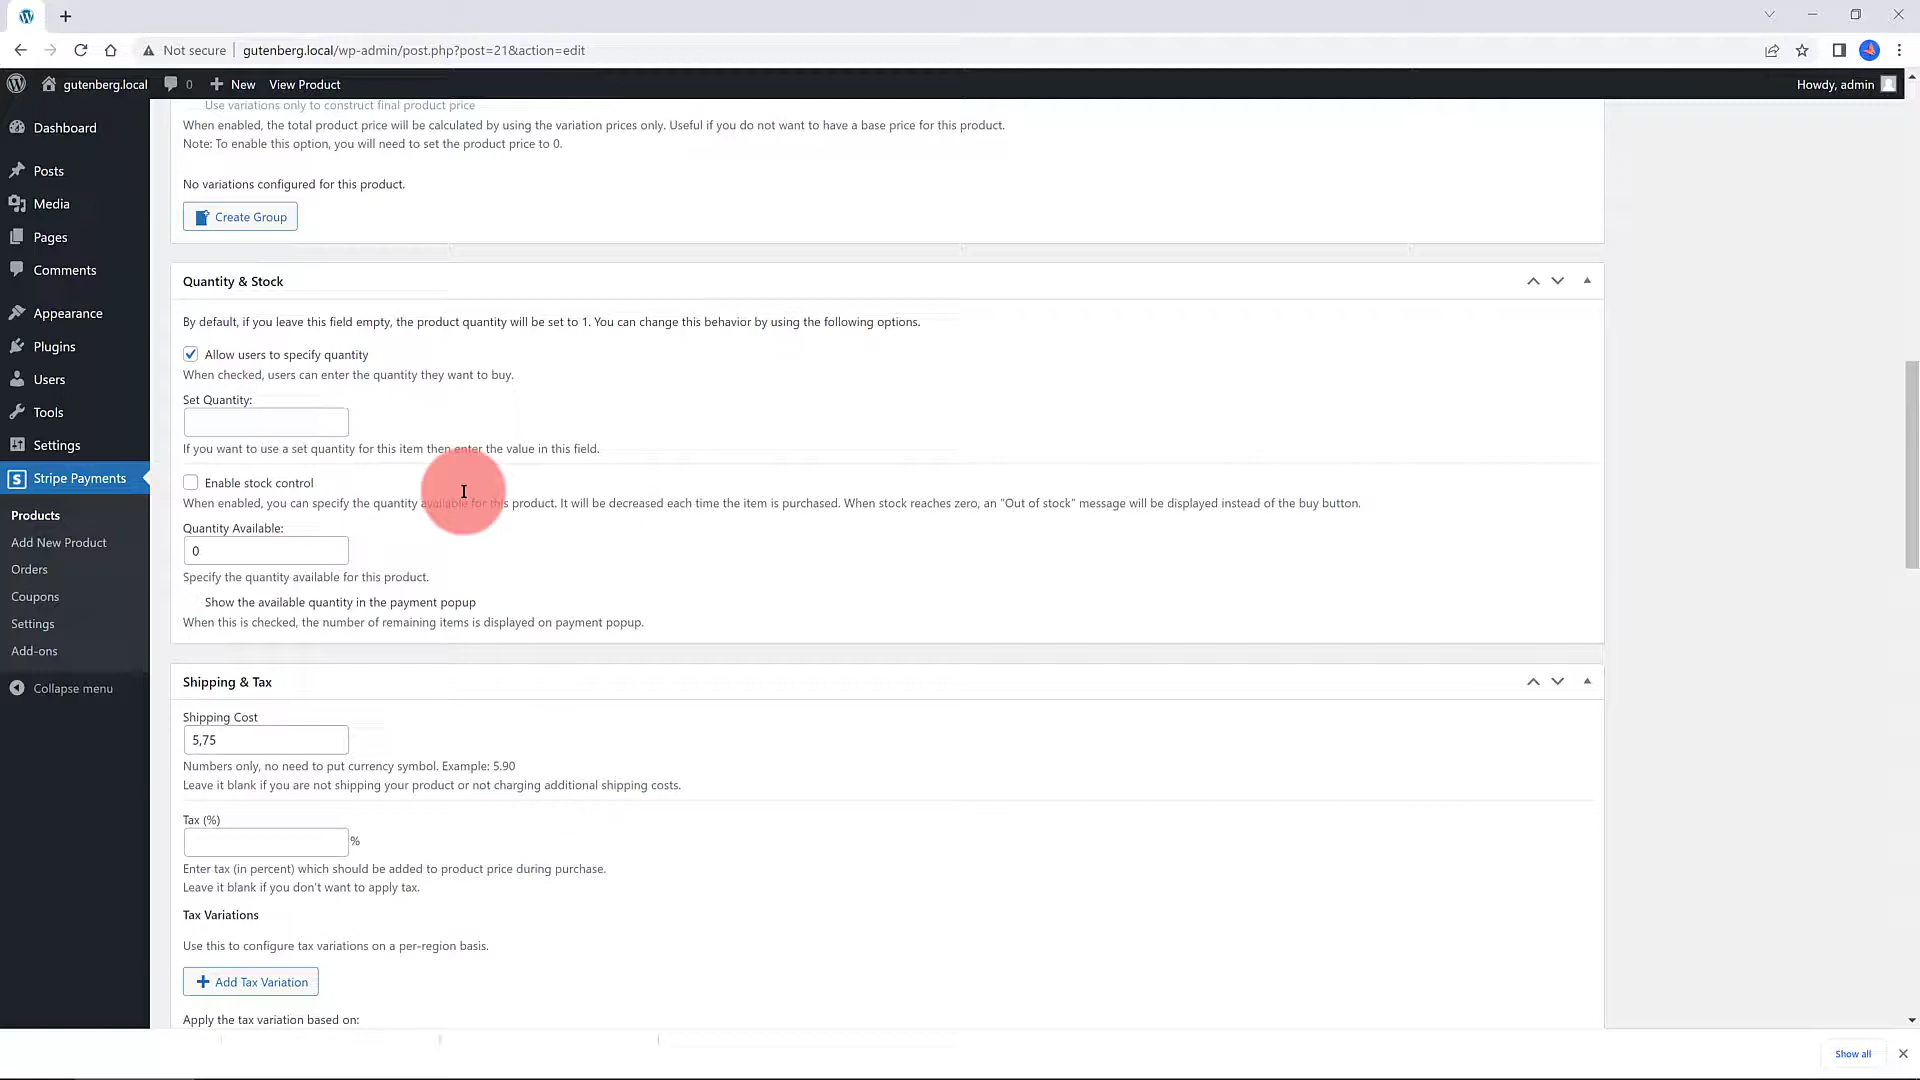 Not secure
gutenberg.local/wp-admin/post.php?post=21&action=edit
gutenberg.local
0
New
View Product
Howdy, admin
Dashboard
Posts
Media
Pages
Comments
Appearance
Plugins
Users
Tools
Settings
Stripe Payments
Products
Add New Product
Orders
Coupons
Settings
Add-ons
Collapse menu
Use variations only to construct final product price
When enabled, the total product price will be calculated by using the variation prices only. Useful if you do not want to have a base price for this product.
Note: To enable this option, you will need to set the product price to 0.
No variations configured for this product.
Create Group
Quantity & Stock
By default, if you leave this field empty, the product quantity will be set to 1. You can change this behavior by using the following options.
Allow users to specify quantity
When checked, users can enter the quantity they want to buy.
Set Quantity:
If you want to use a set quantity for this item then enter the value in this field.
Enable stock control
When enabled, you can specify the quantity available for this product. It will be decreased each time the item is purchased. When stock reaches zero, an "Out of stock" message will be displayed instead of the buy button.
Quantity Available:
0
Specify the quantity available for this product.
Show the available quantity in the payment popup
When this is checked, the number of remaining items is displayed on payment popup.
Shipping & Tax
Shipping Cost
5,75
Numbers only, no need to put currency symbol. Example: 5.90
Leave it blank if you are not shipping your product or not charging additional shipping costs.
Tax (%)
%
Enter tax (in percent) which should be added to product price during purchase.
Leave it blank if you don't want to apply tax.
Tax Variations
Use this to configure tax variations on a per-region basis.
Add Tax Variation
Apply the tax variation based on:
Show all